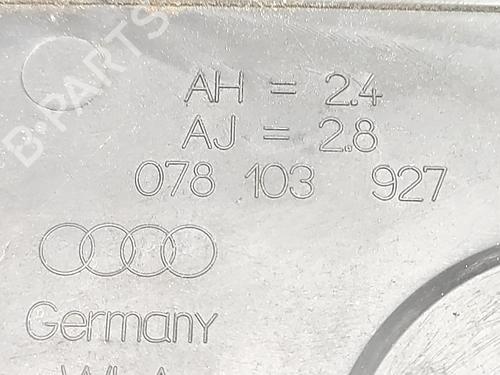 AH = 2.4
AJ = 2.8
078 103 927
Germany
B-PARTS